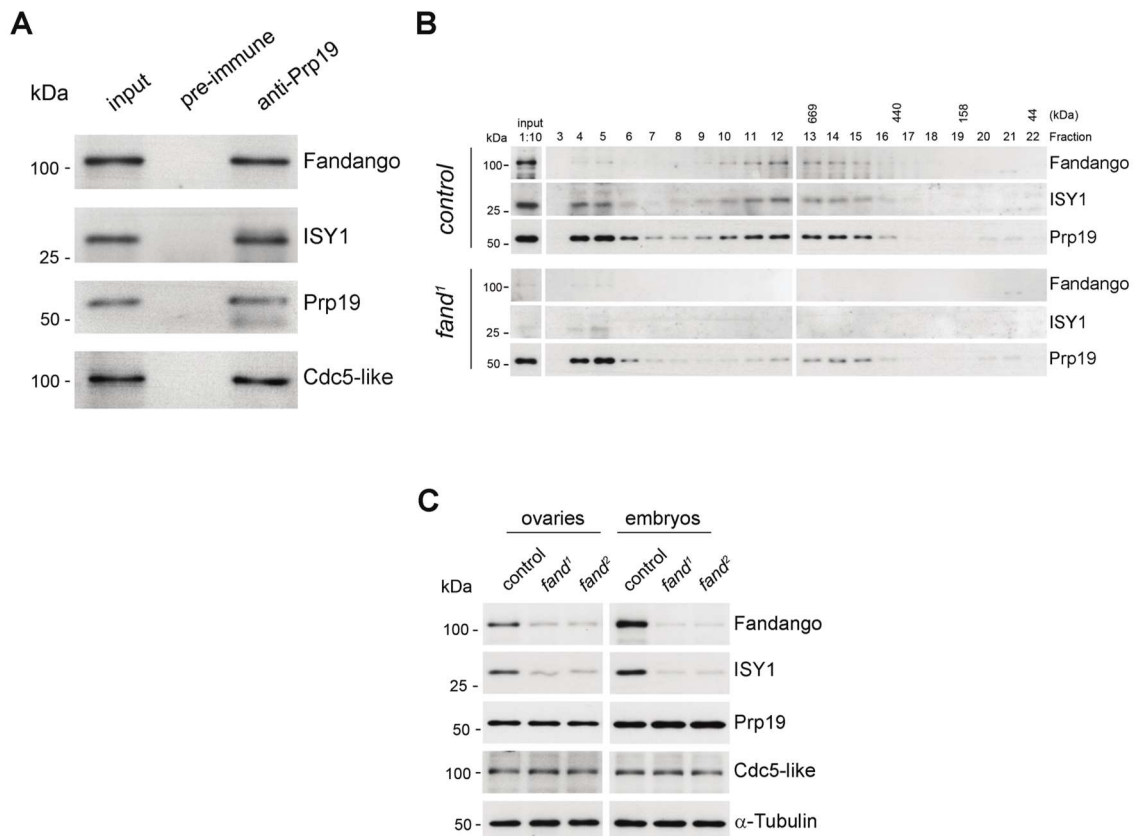 A
kDa
input
pre-immune
anti-Prp19
100 -
Fandango
ISY1
25 -
Prp19
50 -
100 -
Cdc5-like
B
669
440
158
44
(kDa)
input
kDa
1:10
3 4 5 6 7 8 9 10 11 12 13 14 15 16 17 18 19 20 21 22
Fraction
control
100 -
Fandango
25 -
ISY1
50 -
Prp19
fand¹
100 -
Fandango
25 -
ISY1
50 -
Prp19
C
ovaries
embryos
kDa
control
fand¹
fand²
control
fand¹
fand²
100 -
Fandango
ISY1
25 -
50 -
Prp19
100 -
Cdc5-like
50 -
α-Tubulin